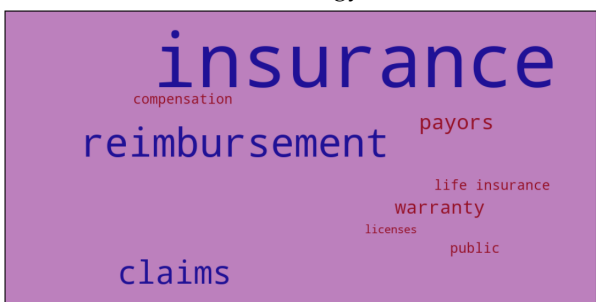 insurance
compensation
payors
reimbursement
life insurance
warranty
licenses
public
claims